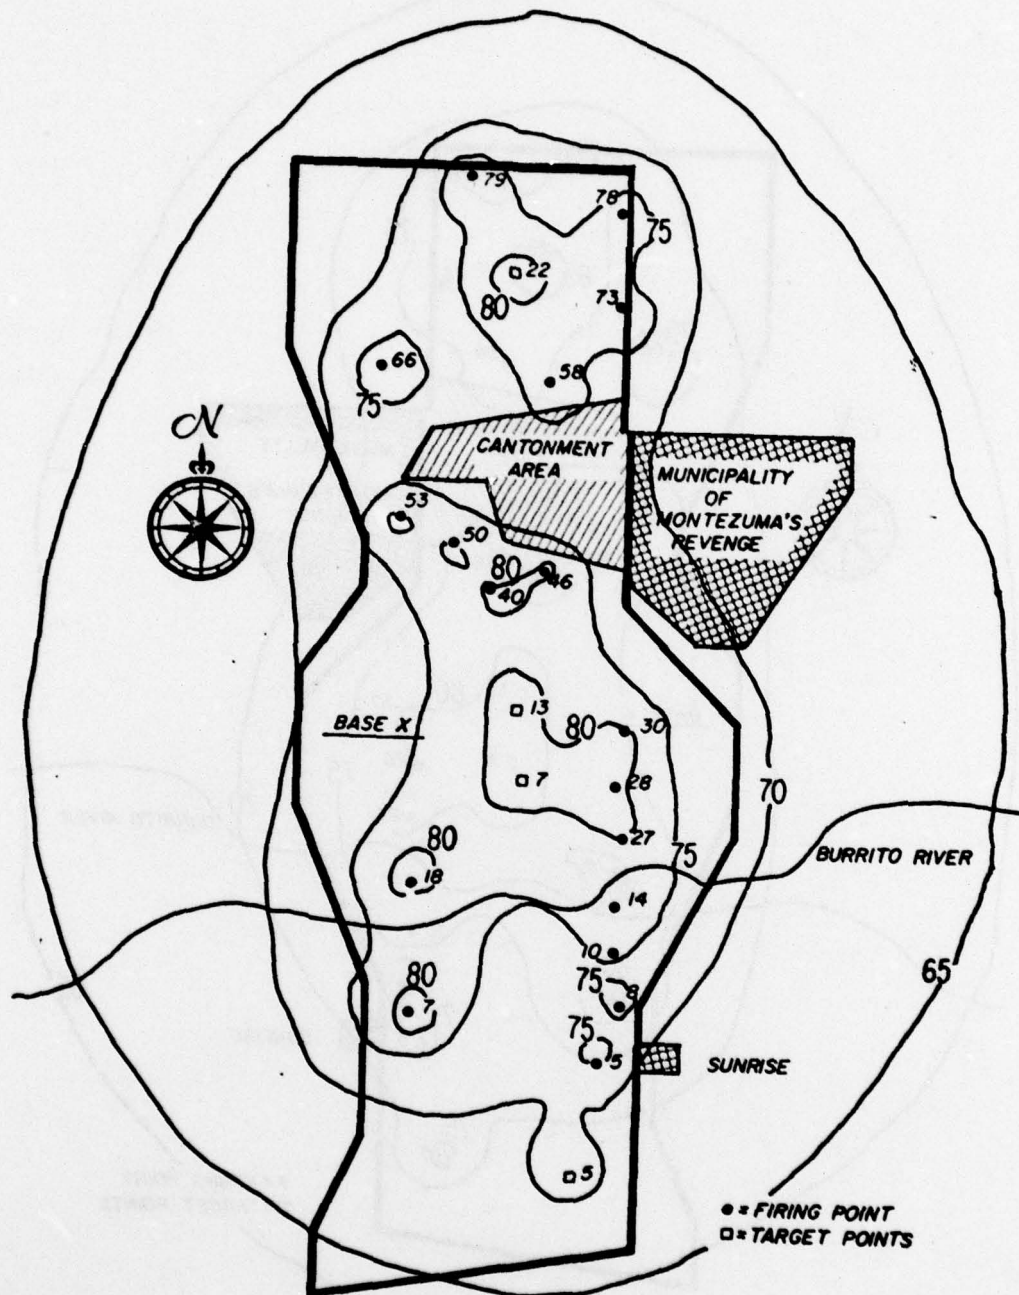 79
78
75
22
80
73
66
58
75
N
CANTONMENT
AREA
MUNICIPALITY
OF
MONTEZUMA'S
REVENGE
53
50
80
46
40
13
BASE X
80
30
7
28
70
27
75
80
BURRITO RIVER
18
14
10
65
80
75
8
7
75
5
SUNRISE
5
● = FIRING POINT
□ = TARGET POINTS